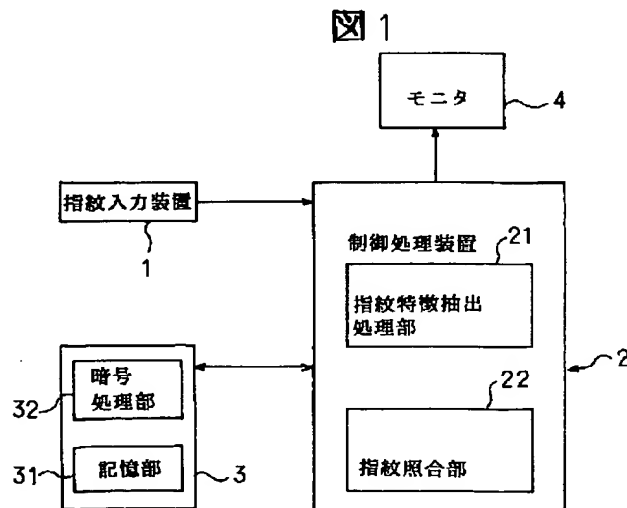 図1
モニタ
4
指紋入力装置
1
制御処理装置
21
指紋特徴抽出
処理部
2
22
指紋照合部
暗号
処理部
32
記憶部
31
3